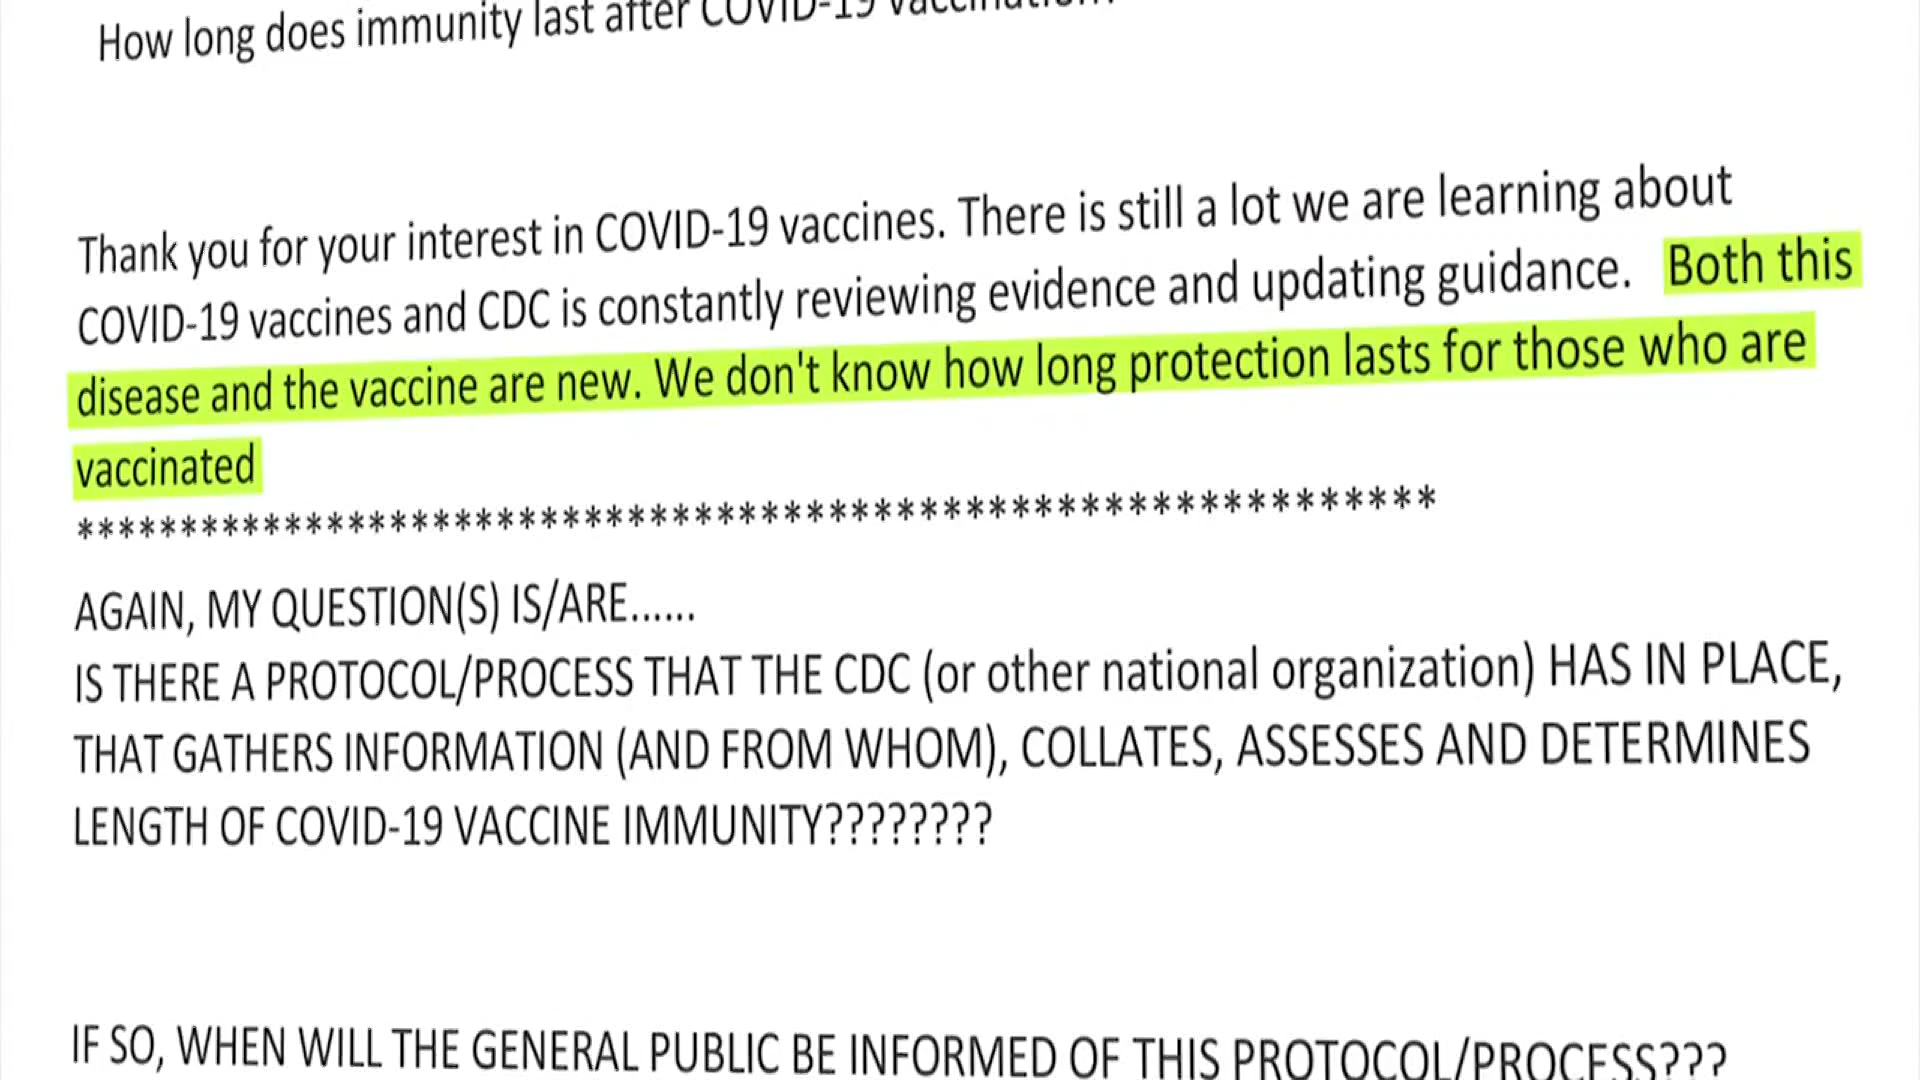 How long does immunity last after COVID-19 vaccination?
Thank you for your interest in COVID-19 vaccines. There is still a lot we are learning about
COVID-19 vaccines and CDC is constantly reviewing evidence and updating guidance. Both this
disease and the vaccine are new. We don't know how long protection lasts for those who are
vaccinated
******************************************************************
AGAIN, MY QUESTION(S) IS/ARE......
IS THERE A PROTOCOL/PROCESS THAT THE CDC (or other national organization) HAS IN PLACE,
THAT GATHERS INFORMATION (AND FROM WHOM), COLLATES, ASSESSES AND DETERMINES
LENGTH OF COVID-19 VACCINE IMMUNITY????????
IF SO, WHEN WILL THE GENERAL PUBLIC BE INFORMED OF THIS PROTOCOL/PROCESS???